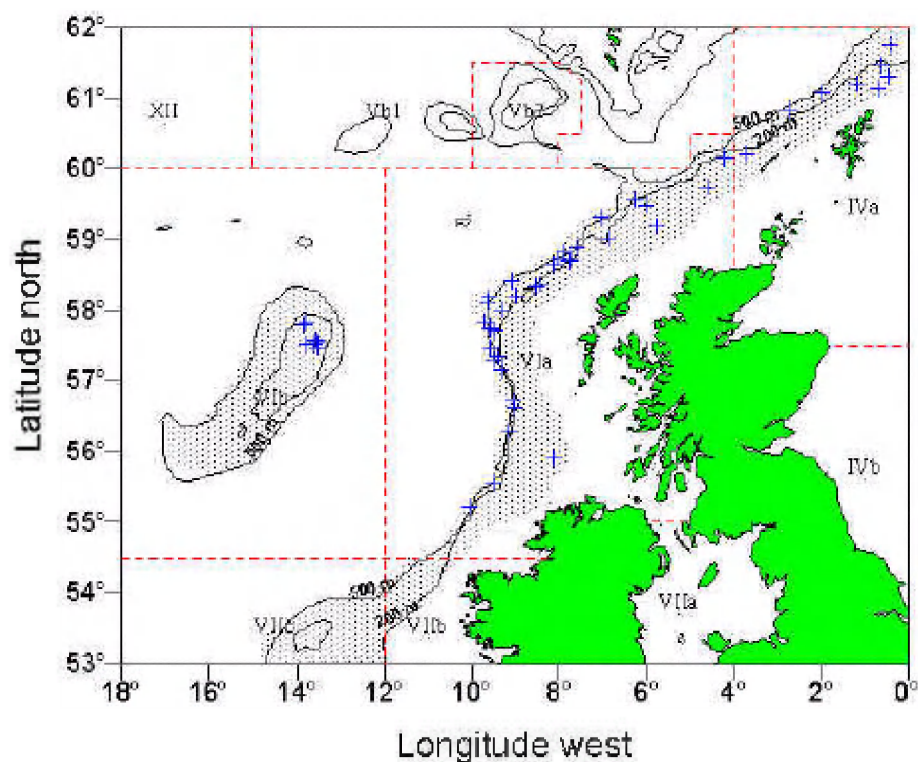 62°
61°
60°
59°
58°
57°
56°
55°
54°
53°
Latitude north
XII
Vb1
Vb2
500 m
200 m
IVa
VIa
VIb
500 m
IVb
500 m
200 m
VIIc
VIIb
VIIa
18° 16° 14° 12° 10° 8° 6° 4° 2° 0°
Longitude west